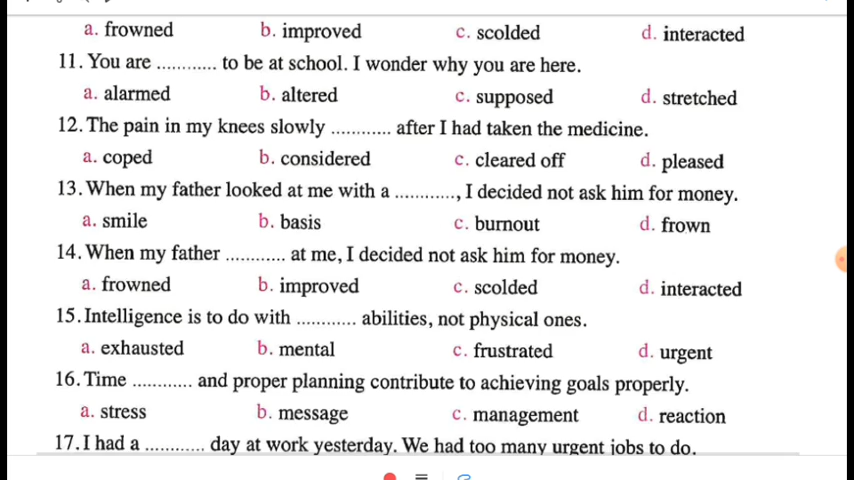 a. frowned b. improved c. scolded d. interacted
11. You are ............ to be at school. I wonder why you are here.
a. alarmed b. altered c. supposed d. stretched
12. The pain in my knees slowly ............ after I had taken the medicine.
a. coped b. considered c. cleared off d. pleased
13. When my father looked at me with a ............, I decided not ask him for money.
a. smile b. basis c. burnout d. frown
14. When my father ............ at me, I decided not ask him for money.
a. frowned b. improved c. scolded d. interacted
15. Intelligence is to do with ............ abilities, not physical ones.
a. exhausted b. mental c. frustrated d. urgent
16. Time ............ and proper planning contribute to achieving goals properly.
a. stress b. message c. management d. reaction
17. I had a ............ day at work yesterday. We had too many urgent jobs to do.